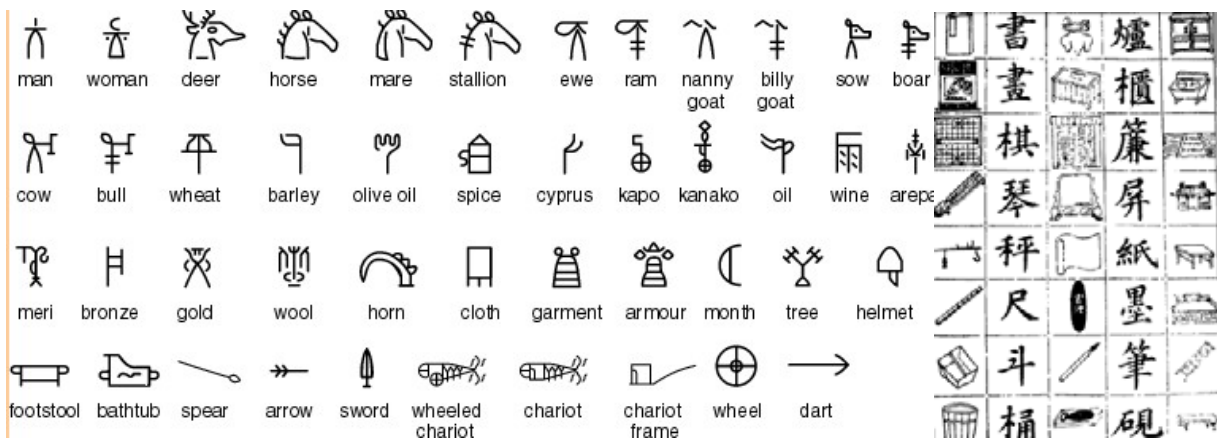 man woman deer horse mare stallion ewe ram nanny goat billy goat sow boar
cow bull wheat barley olive oil spice cyprus kapo kanako oil wine arepa
meri bronze gold wool horn cloth garment armour month tree helmet
footstool bathtub spear arrow sword wheeled chariot chariot chariot frame wheel dart
爐櫃簾屏紙墨筆硯
書畫棋琴秤尺斗桶